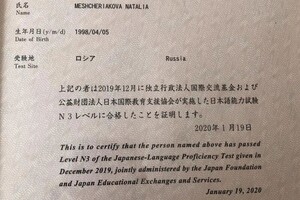 氏名 MESHCHERIAKOVA NATALIA
Name
生年月日(y/m/d) 1998/04/05
Date of Birth
受験地 ロシア Russia
Test Site
上記の者は2019年12月に独立行政法人国際交流基金および
公益財団法人日本国際教育支援協会が実施した日本語能力試験
N3レベルに合格したことを証明します。
2020年1月19日
This is to certify that the person named above has passed
Level N3 of the Japanese-Language Proficiency Test given in
December 2019, jointly administered by the Japan Foundation
and Japan Educational Exchanges and Services.
January 19, 2020